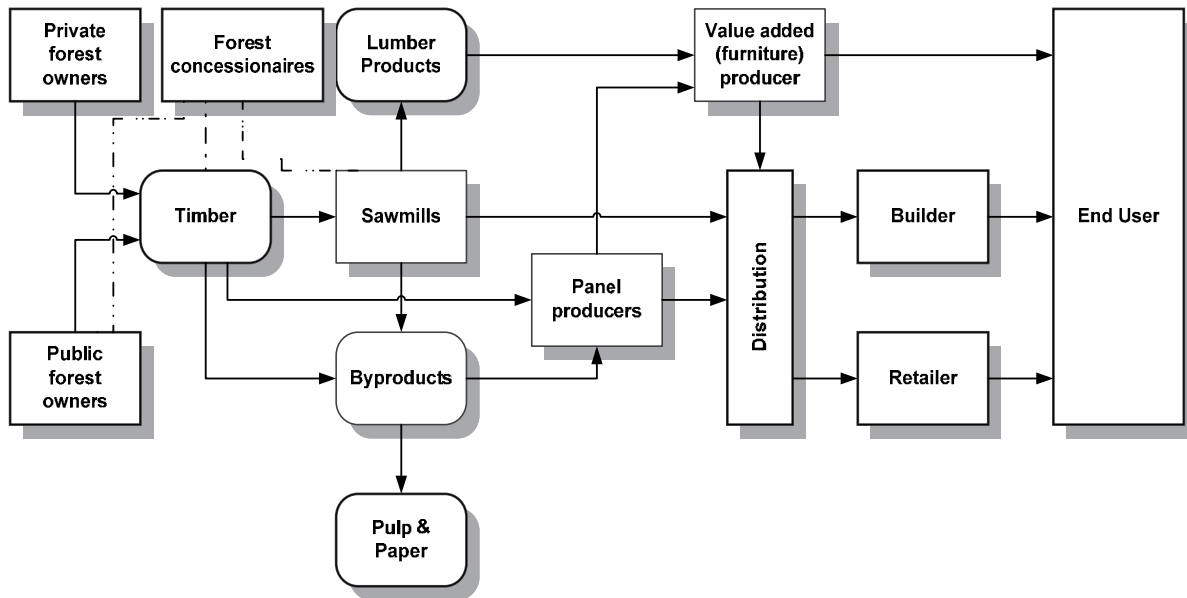 Private
forest
owners
Forest
concessionaires
Lumber
Products
Value added
(furniture)
producer
Timber
Sawmills
Builder
End User
Panel
producers
Distribution
Public
forest
owners
Byproducts
Retailer
Pulp &
Paper